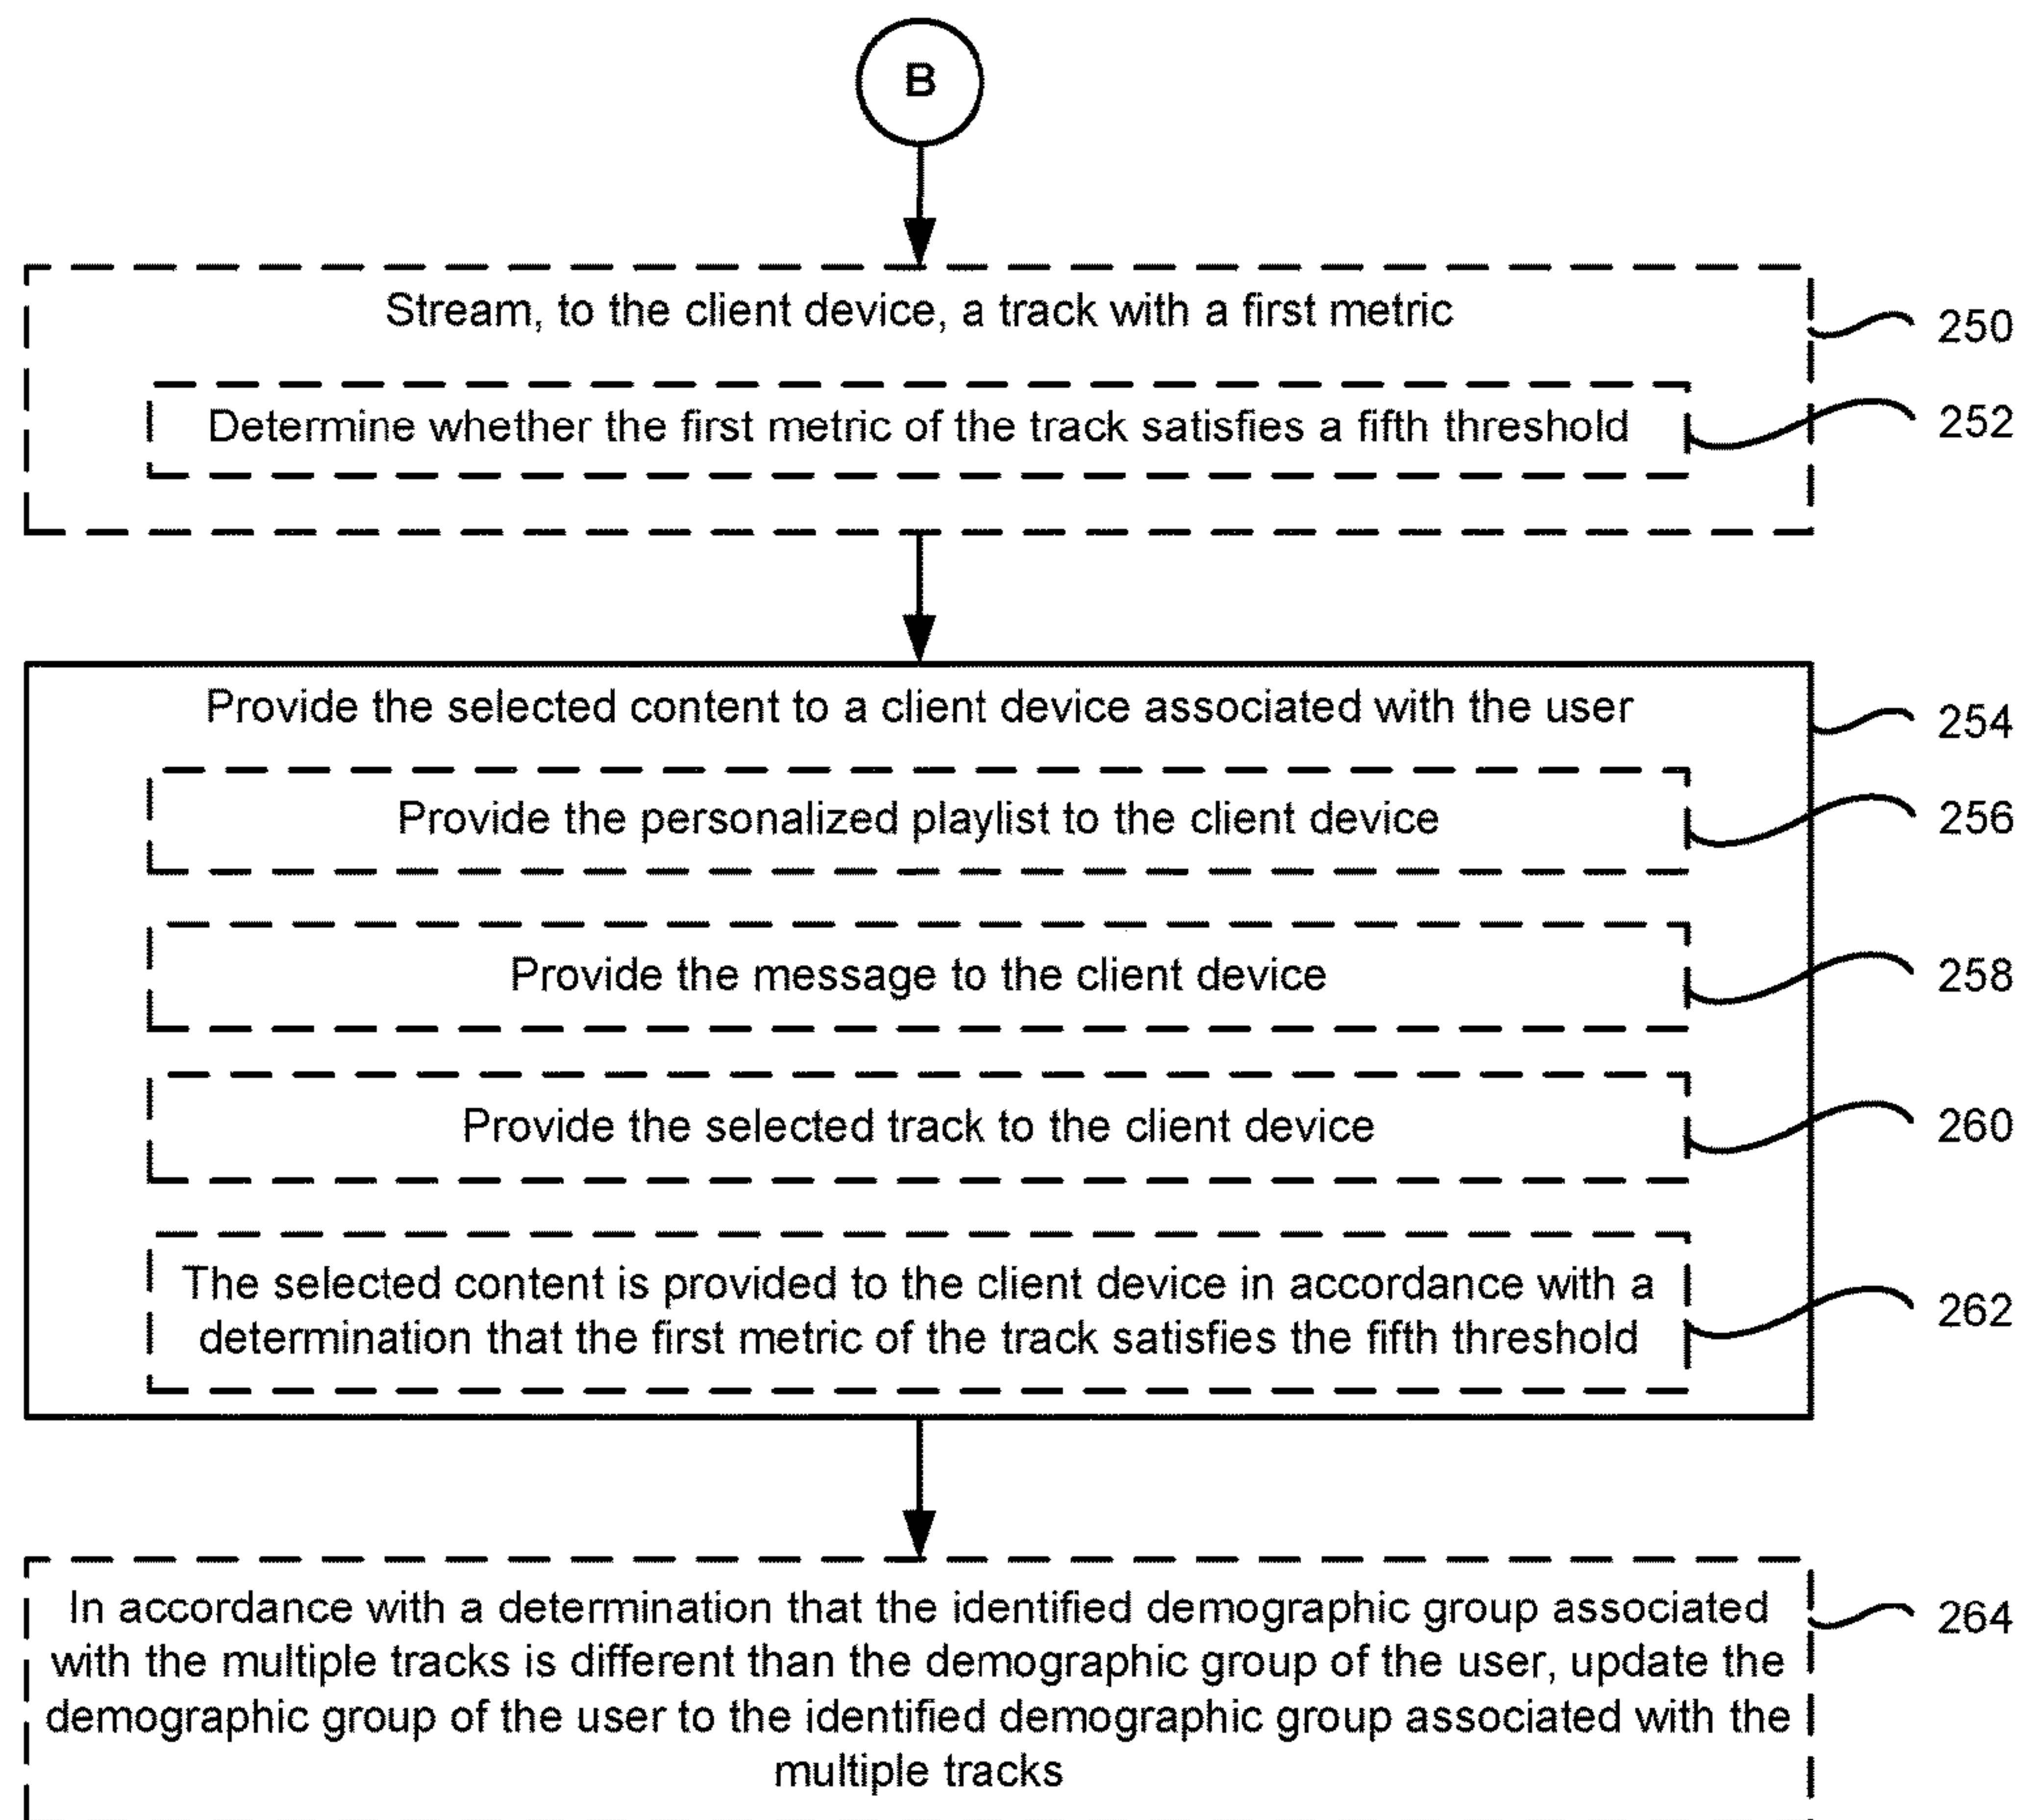 B
Stream, to the client device, a track with a first metric
250
Determine whether the first metric of the track satisfies a fifth threshold
252
Provide the selected content to a client device associated with the user
254
Provide the personalized playlist to the client device
256
Provide the message to the client device
258
Provide the selected track to the client device
260
The selected content is provided to the client device in accordance with a
determination that the first metric of the track satisfies the fifth threshold
262
In accordance with a determination that the identified demographic group associated
with the multiple tracks is different than the demographic group of the user, update the
demographic group of the user to the identified demographic group associated with the
multiple tracks
264